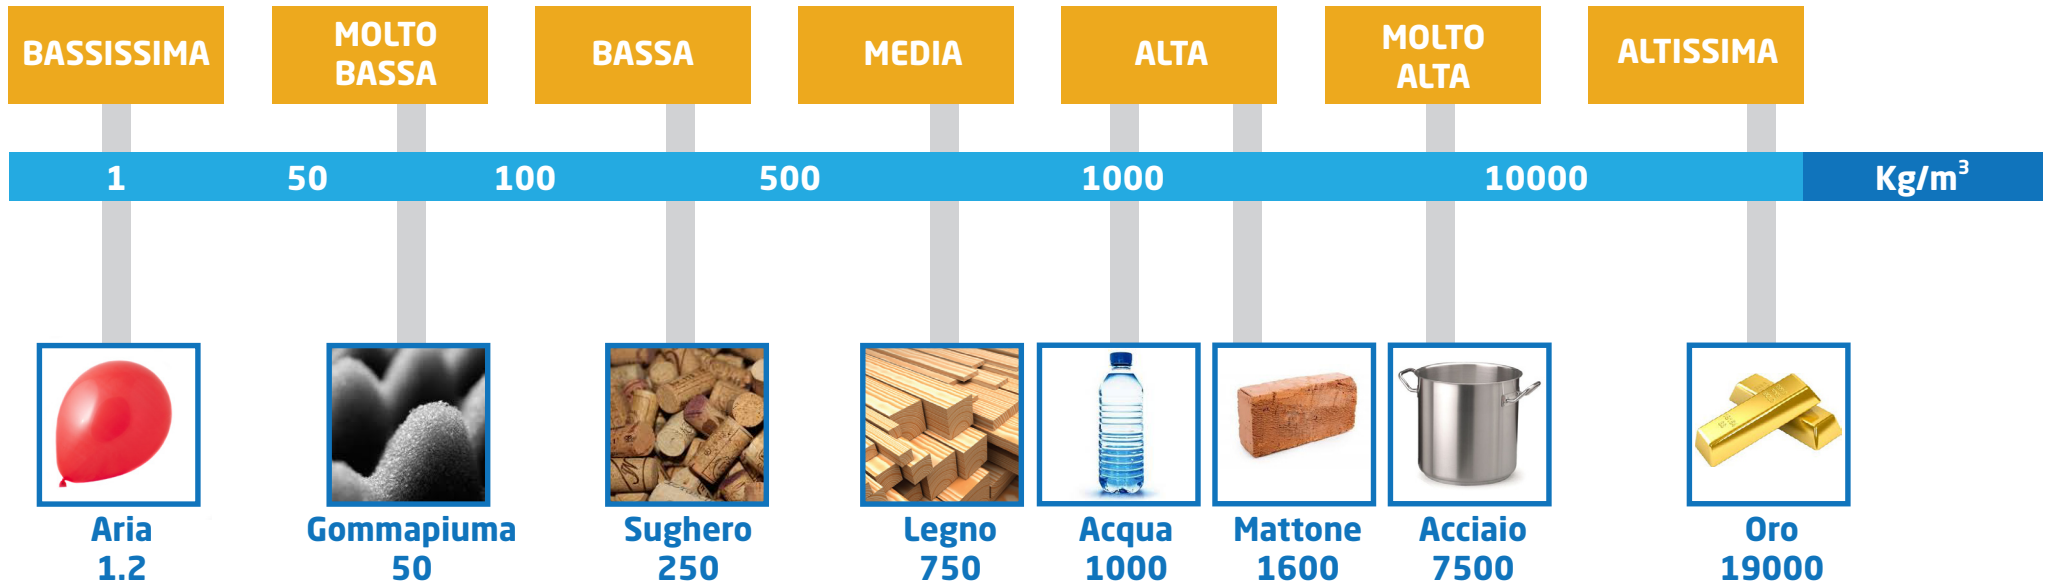 BASSISSIMA
MOLTO
BASSA
BASSA
MEDIA
ALTA
MOLTO
ALTA
ALTISSIMA
1 50 100 500 1000 10000 Kg/m³
Aria
1.2
Gommapiuma
50
Sughero
250
Legno
750
Acqua
1000
Mattone
1600
Acciaio
7500
Oro
19000